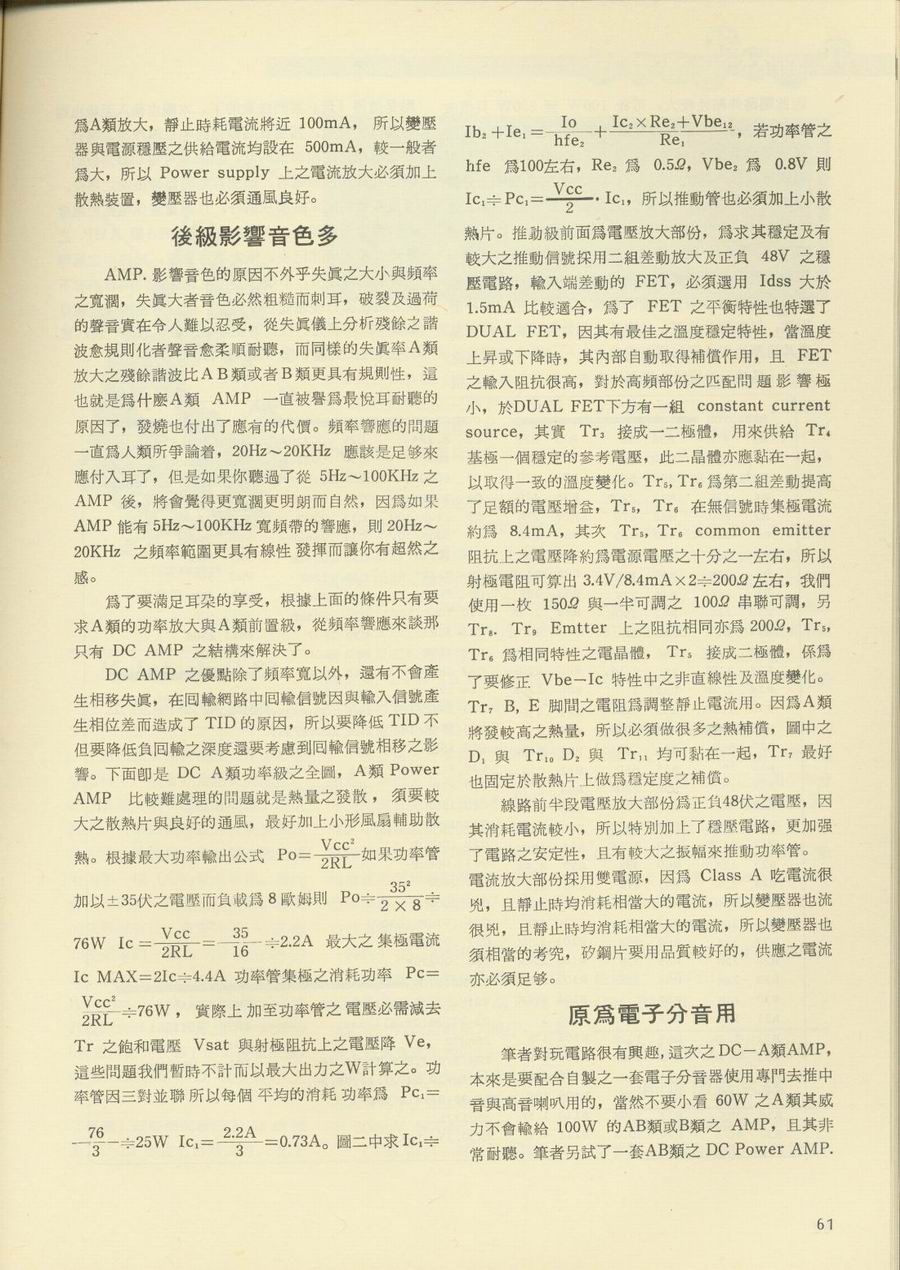 爲A類放大，靜止時耗電流將近 100mA， 所以變壓
器與電源穩壓之供給電流均設在 500mA，較一般者
爲大，所以 Power supply 上之電流放大必須加上
散熱裝置，變壓器也必須通風良好。
後級影響音色多
AMP. 影響音色的原因不外乎失眞之大小與頻率
之寬濶，失眞大者音色必然粗糙而刺耳，破裂及過荷
的聲音實在令人難以忍受，從失眞儀上分析殘餘之諧
波愈規則化者聲音愈柔順耐聽，而同樣的失眞率A類
放大之殘餘諧波比AB類或者B類更具有規則性，這
也就是爲什麼A類 AMP 一直被譽爲最悅耳耐聽的
原因了，發燒也付出了應有的代價。頻率響應的問題
一直爲人類所爭論着，20Hz～20KHz 應該是足够來
應付入耳了，但是如果你聽過了從 5Hz～100KHz 之
AMP 後，將會覺得更寬濶更明朗而自然，因爲如果
AMP 能有 5Hz～100KHz 寬頻帶的響應，則 20Hz～
20KHz 之頻率範圍更具有線性 發揮而讓你有超然之
感。
爲了要滿足耳朶的享受，根據上面的條件只有要
求A類的功率放大與A類前置級，從頻率響應來談那
只有 DC AMP 之結構來解決了。
DC AMP 之優點除了頻率寬以外，還有不會產
生相移失眞，在囘輸網路中囘輸信號因與輸入信號產
生相位差而造成了 TID 的原因，所以要降低 TID 不
但要降低負囘輸之深度還要考慮到囘輸信號相移之影
響。下面卽是 DC A類功率級之全圖，A類 Power
AMP 比較難處理的問題就是熱量之發散， 須要較
大之散熱片與良好的通風，最好加上小形風扇輔助散
熱。根據最大功率輸出公式 Po=Vcc²/2RL如果功率管
加以±35伏之電壓而負載爲 8 歐姆則 Po≑35²/2×8≑
76W Ic=Vcc/2RL=35/16≑2.2A 最大之集極電流
Ic MAX=2Ic≑4.4A 功率管集極之消耗功率 Pc=
Vcc²/2RL≑76W， 實際上加至功率管之電壓必需減去
Tr 之飽和電壓 Vsat 與射極阻抗上之電壓降 Ve，
這些問題我們暫時不計而以最大出力之W計算之。功
率管因三對並聯所以每個 平均的消耗 功率爲 Pc₁=
76/3≑25W Ic₁=2.2A/3=0.73A。圖二中求Ic₁≑
Ib₂+Ie₁=Io/hfe₂+Ic₂×Re₂+Vbe₁₂/Re₁，若功率管之
hfe 爲100左右，Re₂ 爲 0.5Ω，Vbe₂ 爲 0.8V 則
Ic₁≑Pc₁=Vcc/2·Ic₁，所以推動管也必須加上小散
熱片。推動級前面爲電壓放大部份，爲求其穩定及有
較大之推動信號採用二組差動放大及正負 48V 之穩
壓電路，輸入端差動的 FET，必須選用 Idss 大於
1.5mA 比較適合，爲了 FET 之平衡特性也特選了
DUAL FET，因其有最佳之溫度穩定特性，當溫度
上昇或下降時，其內部自動取得補償作用，且 FET
之輸入阻抗很高，對於高頻部份之匹配問 題 影 響 極
小，於DUAL FET下方有一組 constant current
source，其實 Tr₃ 接成一二極體， 用來供給 Tr₄
基極一個穩定的參考電壓，此二晶體亦應黏在一起，
以取得一致的溫度變化。Tr₅，Tr₆ 爲第二組差動提高
了足額的電壓增益，Tr₅， Tr₆ 在無信號時集極電流
約爲 8.4mA，其次 Tr₅，Tr₆ common emitter
阻抗上之電壓降約爲電源電壓之十分之一左右，所以
射極電阻可算出 3.4V/8.4mA×2≑200Ω 左右，我們
使用一枚 150Ω 與一半可調之 100Ω 串聯可調，另
Tr₈. Tr₉ Emtter 上之阻抗相同亦爲 200Ω，Tr₅，
Tr₆ 爲相同特性之電晶體， Tr₅ 接成二極體，係爲
了要修正 Vbe－Ic 特性中之非直線性及溫度變化。
Tr₇ B，E 脚間之電阻爲調整靜止電流用。因爲A類
將發較高之熱量，所以必須做很多之熱補償，圖中之
D₁ 與 Tr₁₀ D₂ 與 Tr₁₁ 均可黏在一起，Tr₇ 最好
也固定於散熱片上做爲穩定度之補償。
線路前半段電壓放大部份爲正負48伏之電壓，因
其消耗電流較小，所以特別加上了穩壓電路，更加强
了電路之安定性，且有較大之振幅來推動功率管。
電流放大部份採用雙電源，因爲 Class A 吃電流很
兇，且靜止時均消耗相當大的電流，所以變壓器也流
很兇，且靜止時均消耗相當大的電流，所以變壓器也
須相當的考究，矽鋼片要用品質較好的，供應之電流
亦必須足够。
原爲電子分音用
筆者對玩電路很有興趣，這次之DC－A類AMP，
本來是要配合自製之一套電子分音器使用專門去推中
音與高音喇叭用的，當然不要小看 60W 之A類其威
力不會輸給 100W 的AB類或B類之 AMP，且其非
常耐聽。筆者另試了一套AB類之 DC Power AMP.
61